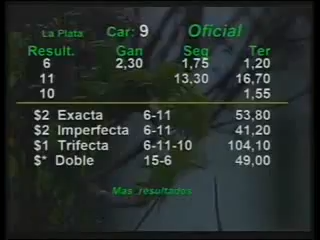 La Plata Car: 9 Oficial
Result. Gan Seg Ter
6 2,30 1,75 1,20
11 13,30 16,70
10 1,55
$2 Exacta 6-11 53,80
$2 Imperfecta 6-11 41,20
$1 Trifecta 6-11-10 104,10
$* Doble 15-6 49,00
Mas resultados